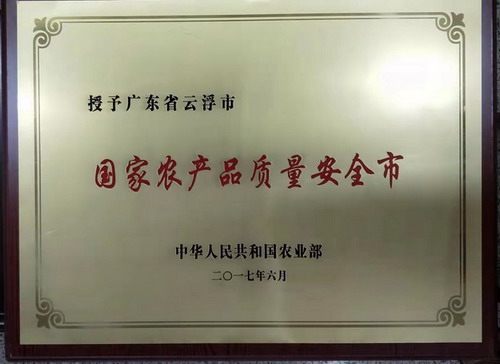 授予广东省云浮市
国家农产品质量安全市
中华人民共和国农业部
二〇一七年六月